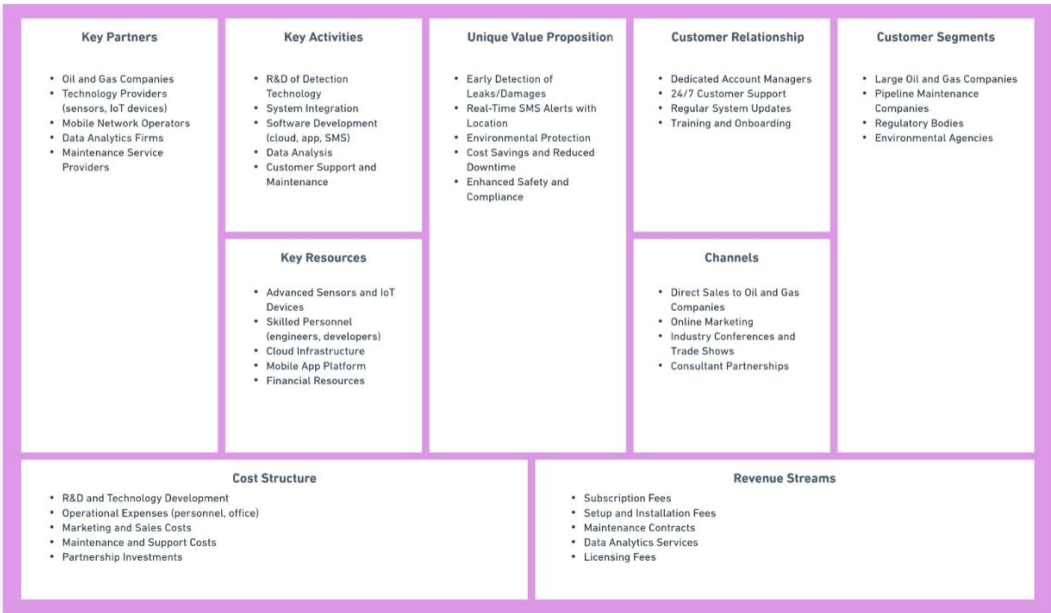 Key Partners
• Oil and Gas Companies
• Technology Providers
(sensors, IoT devices)
• Mobile Network Operators
• Data Analytics Firms
• Maintenance Service
Providers
Key Activities
• R&D of Detection
Technology
• System Integration
• Software Development
(cloud, app, SMS)
• Data Analysis
• Customer Support and
Maintenance
Key Resources
• Advanced Sensors and IoT
Devices
• Skilled Personnel
(engineers, developers)
• Cloud Infrastructure
• Mobile App Platform
• Financial Resources
Unique Value Proposition
• Early Detection of
Leaks/Damages
• Real-Time SMS Alerts with
Location
• Environmental Protection
• Cost Savings and Reduced
Downtime
• Enhanced Safety and
Compliance
Customer Relationship
• Dedicated Account Managers
• 24/7 Customer Support
• Regular System Updates
• Training and Onboarding
Channels
• Direct Sales to Oil and Gas
Companies
• Online Marketing
• Industry Conferences and
Trade Shows
• Consultant Partnerships
Customer Segments
• Large Oil and Gas Companies
• Pipeline Maintenance
Companies
• Regulatory Bodies
• Environmental Agencies
Cost Structure
• R&D and Technology Development
• Operational Expenses (personnel, office)
• Marketing and Sales Costs
• Maintenance and Support Costs
• Partnership Investments
Revenue Streams
• Subscription Fees
• Setup and Installation Fees
• Maintenance Contracts
• Data Analytics Services
• Licensing Fees